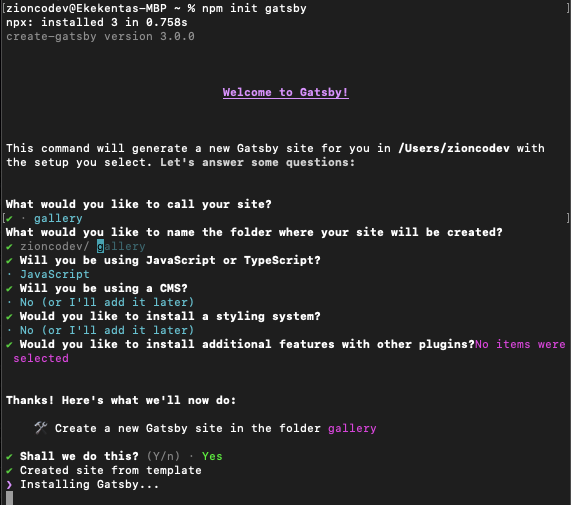 [zioncodev@Ekekentas-MBP ~ % npm init gatsby ]
npx: installed 3 in 0.758s
create-gatsby version 3.0.0
Welcome to Gatsby!
This command will generate a new Gatsby site for you in /Users/zioncodev with
the setup you select. Let's answer some questions:
What would you like to call your site?
[✔ · gallery ]
What would you like to name the folder where your site will be created?
✔ zioncodev/ gallery
✔ Will you be using JavaScript or TypeScript?
· JavaScript
✔ Will you be using a CMS?
· No (or I'll add it later)
✔ Would you like to install a styling system?
· No (or I'll add it later)
✔ Would you like to install additional features with other plugins?No items were
selected
Thanks! Here's what we'll now do:
🛠 Create a new Gatsby site in the folder gallery
✔ Shall we do this? (Y/n) · Yes
✔ Created site from template
❯ Installing Gatsby...